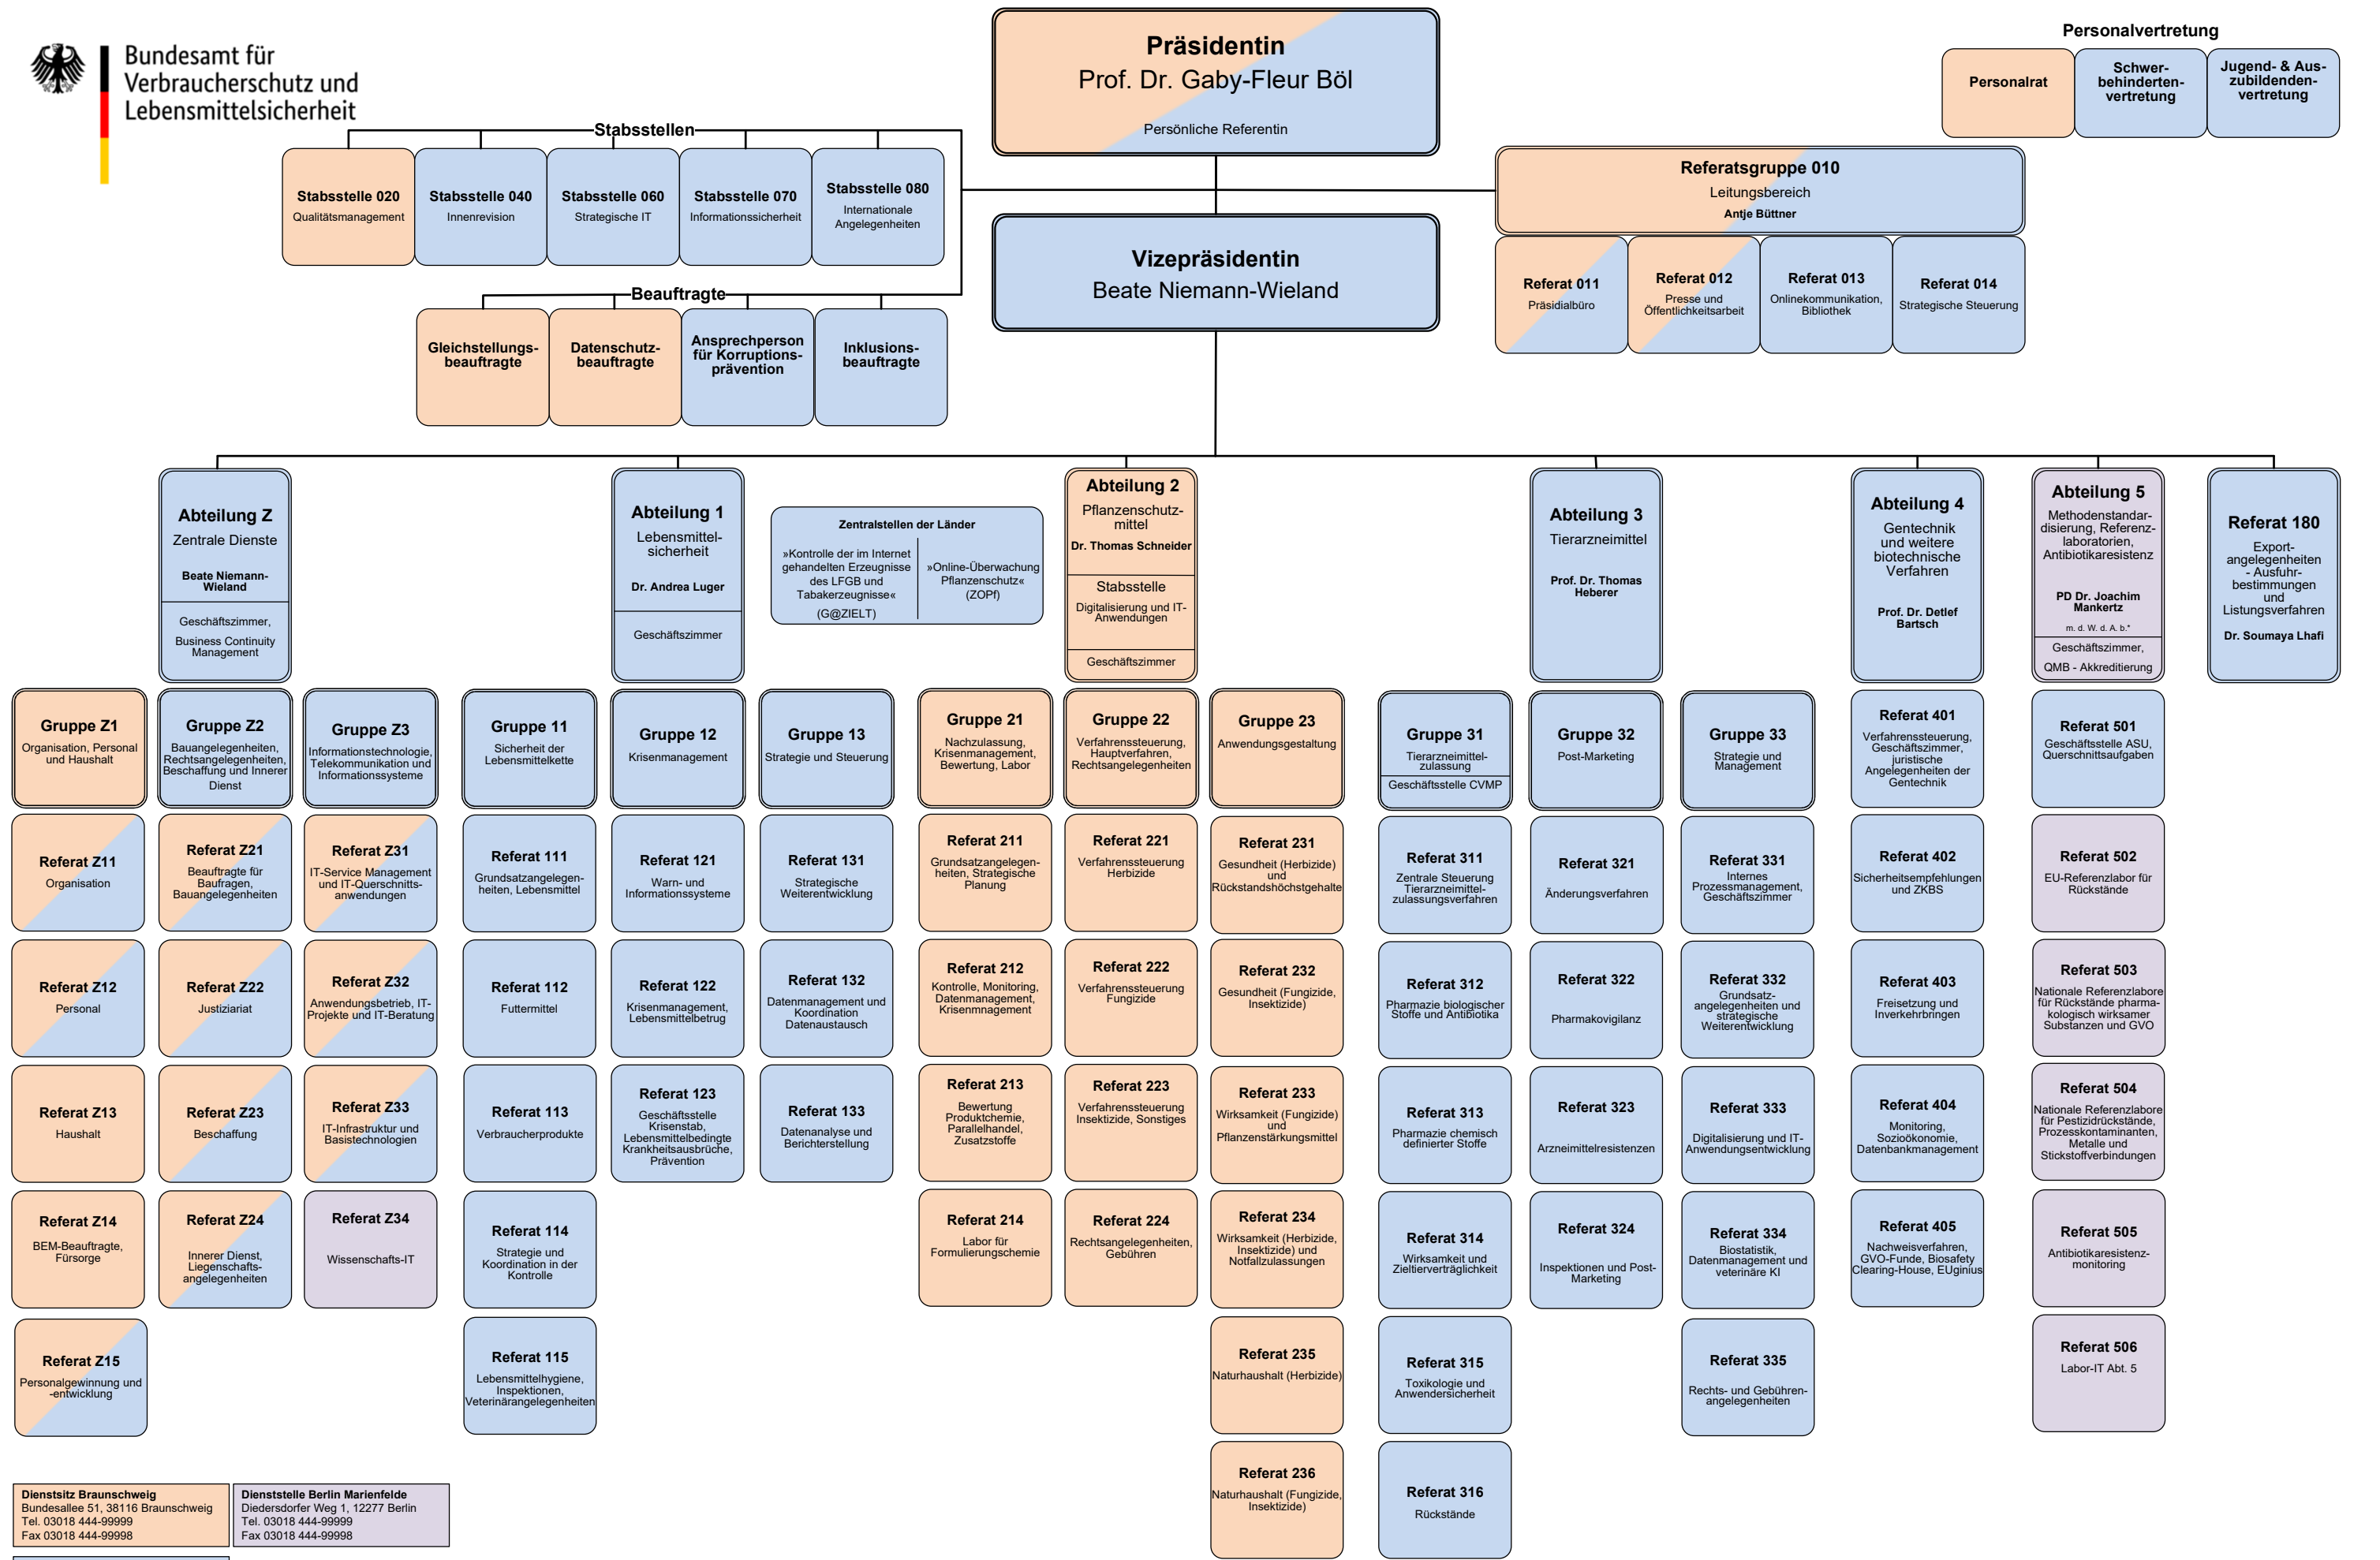 Bundesamt für
Verbraucherschutz und
Lebensmittelsicherheit
Präsidentin
Prof. Dr. Gaby-Fleur Böl
Persönliche Referentin
Personalvertretung
Personalrat
Schwer-
behinderten-
vertretung
Jugend- & Aus-
zubildenden-
vertretung
Stabsstellen
Stabsstelle 020
Qualitätsmanagement
Stabsstelle 040
Innenrevision
Stabsstelle 060
Strategische IT
Stabsstelle 070
Informationssicherheit
Stabsstelle 080
Internationale
Angelegenheiten
Referatsgruppe 010
Leitungsbereich
Antje Büttner
Vizepräsidentin
Beate Niemann-Wieland
Referat 011
Präsidialbüro
Referat 012
Presse und
Öffentlichkeitsarbeit
Referat 013
Onlinekommunikation,
Bibliothek
Referat 014
Strategische Steuerung
Beauftragte
Gleichstellungs-
beauftragte
Datenschutz-
beauftragte
Ansprechperson
für Korruptions-
prävention
Inklusions-
beauftragte
Abteilung Z
Zentrale Dienste
Beate Niemann-
Wieland
Geschäftszimmer,
Business Continuity
Management
Abteilung 1
Lebensmittel-
sicherheit
Dr. Andrea Luger
Geschäftszimmer
Zentralstellen der Länder
»Kontrolle der im Internet
gehandelten Erzeugnisse
des LFGB und
Tabakerzeugnisse«
(G@ZIELT)
»Online-Überwachung
Pflanzenschutz«
(ZOPf)
Abteilung 2
Pflanzenschutz-
mittel
Dr. Thomas Schneider
Stabsstelle
Digitalisierung und IT-
Anwendungen
Geschäftszimmer
Abteilung 3
Tierarzneimittel
Prof. Dr. Thomas
Heberer
Abteilung 4
Gentechnik
und weitere
biotechnische
Verfahren
Prof. Dr. Detlef
Bartsch
Abteilung 5
Methodenstandar-
disierung, Referenz-
laboratorien,
Antibiotikaresistenz
PD Dr. Joachim
Mankertz
m. d. W. d. A. b.*
Geschäftszimmer,
QMB - Akkreditierung
Referat 180
Export-
angelegenheiten
- Ausfuhr-
bestimmungen
und
Listungsverfahren
Dr. Soumaya Lhafi
Gruppe Z1
Organisation, Personal
und Haushalt
Gruppe Z2
Bauangelegenheiten,
Rechtsangelegenheiten,
Beschaffung und Innerer
Dienst
Gruppe Z3
Informationstechnologie,
Telekommunikation und
Informationssysteme
Gruppe 11
Sicherheit der
Lebensmittelkette
Gruppe 12
Krisenmanagement
Gruppe 13
Strategie und Steuerung
Gruppe 21
Nachzulassung,
Krisenmanagement,
Bewertung, Labor
Gruppe 22
Verfahrenssteuerung,
Hauptverfahren,
Rechtsangelegenheiten
Gruppe 23
Anwendungsgestaltung
Gruppe 31
Tierarzneimittel-
zulassung
Geschäftsstelle CVMP
Gruppe 32
Post-Marketing
Gruppe 33
Strategie und
Management
Referat 401
Verfahrenssteuerung,
Geschäftszimmer,
juristische
Angelegenheiten der
Gentechnik
Referat 501
Geschäftsstelle ASU,
Querschnittsaufgaben
Referat Z11
Organisation
Referat Z21
Beauftragte für
Baufragen,
Bauangelegenheiten
Referat Z31
IT-Service Management
und IT-Querschnitts-
anwendungen
Referat 111
Grundsatzangelegen-
heiten, Lebensmittel
Referat 121
Warn- und
Informationssysteme
Referat 131
Strategische
Weiterentwicklung
Referat 211
Grundsatzangelegen-
heiten, Strategische
Planung
Referat 221
Verfahrenssteuerung
Herbizide
Referat 231
Gesundheit (Herbizide)
und
Rückstandshöchstgehalte
Referat 311
Zentrale Steuerung
Tierarzneimittel-
zulassungsverfahren
Referat 321
Änderungsverfahren
Referat 331
Internes
Prozessmanagement,
Geschäftszimmer
Referat 402
Sicherheitsempfehlungen
und ZKBS
Referat 502
EU-Referenzlabor für
Rückstände
Referat Z12
Personal
Referat Z22
Justiziariat
Referat Z32
Anwendungsbetrieb, IT-
Projekte und IT-Beratung
Referat 112
Futtermittel
Referat 122
Krisenmanagement,
Lebensmittelbetrug
Referat 132
Datenmanagement und
Koordination
Datenaustausch
Referat 212
Kontrolle, Monitoring,
Datenmanagement,
Krisenmnagement
Referat 222
Verfahrenssteuerung
Fungizide
Referat 232
Gesundheit (Fungizide,
Insektizide)
Referat 312
Pharmazie biologischer
Stoffe und Antibiotika
Referat 322
Pharmakovigilanz
Referat 332
Grundsatz-
angelegenheiten und
strategische
Weiterentwicklung
Referat 403
Freisetzung und
Inverkehrbringen
Referat 503
Nationale Referenzlabore
für Rückstände pharma-
kologisch wirksamer
Substanzen und GVO
Referat Z13
Haushalt
Referat Z23
Beschaffung
Referat Z33
IT-Infrastruktur und
Basistechnologien
Referat 113
Verbraucherprodukte
Referat 123
Geschäftsstelle
Krisenstab,
Lebensmittelbedingte
Krankheitsausbrüche,
Prävention
Referat 133
Datenanalyse und
Berichterstellung
Referat 213
Bewertung
Produktchemie,
Parallelhandel,
Zusatzstoffe
Referat 223
Verfahrenssteuerung
Insektizide, Sonstiges
Referat 233
Wirksamkeit (Fungizide)
und
Pflanzenstärkungsmittel
Referat 313
Pharmazie chemisch
definierter Stoffe
Referat 323
Arzneimittelresistenzen
Referat 333
Digitalisierung und IT-
Anwendungsentwicklung
Referat 404
Monitoring,
Sozioökonomie,
Datenbankmanagement
Referat 504
Nationale Referenzlabore
für Pestizidrückstände,
Prozesskontaminanten,
Metalle und
Stickstoffverbindungen
Referat Z14
BEM-Beauftragte,
Fürsorge
Referat Z24
Innerer Dienst,
Liegenschafts-
angelegenheiten
Referat Z34
Wissenschafts-IT
Referat 114
Strategie und
Koordination in der
Kontrolle
Referat 214
Labor für
Formulierungschemie
Referat 224
Rechtsangelegenheiten,
Gebühren
Referat 234
Wirksamkeit (Herbizide,
Insektizide) und
Notfallzulassungen
Referat 314
Wirksamkeit und
Zieltierverträglichkeit
Referat 324
Inspektionen und Post-
Marketing
Referat 334
Biostatistik,
Datenmanagement und
veterinäre KI
Referat 405
Nachweisverfahren,
GVO-Funde, Biosafety
Clearing-House, EUginius
Referat 505
Antibiotikaresistenz-
monitoring
Referat Z15
Personalgewinnung und
-entwicklung
Referat 115
Lebensmittelhygiene,
Inspektionen,
Veterinärangelegenheiten
Referat 235
Naturhaushalt (Herbizide)
Referat 315
Toxikologie und
Anwendersicherheit
Referat 335
Rechts- und Gebühren-
angelegenheiten
Referat 506
Labor-IT Abt. 5
Referat 236
Naturhaushalt (Fungizide,
Insektizide)
Referat 316
Rückstände
Dienstsitz Braunschweig
Bundesallee 51, 38116 Braunschweig
Tel. 03018 444-99999
Fax 03018 444-99998
Dienststelle Berlin Marienfelde
Diedersdorfer Weg 1, 12277 Berlin
Tel. 03018 444-99999
Fax 03018 444-99998